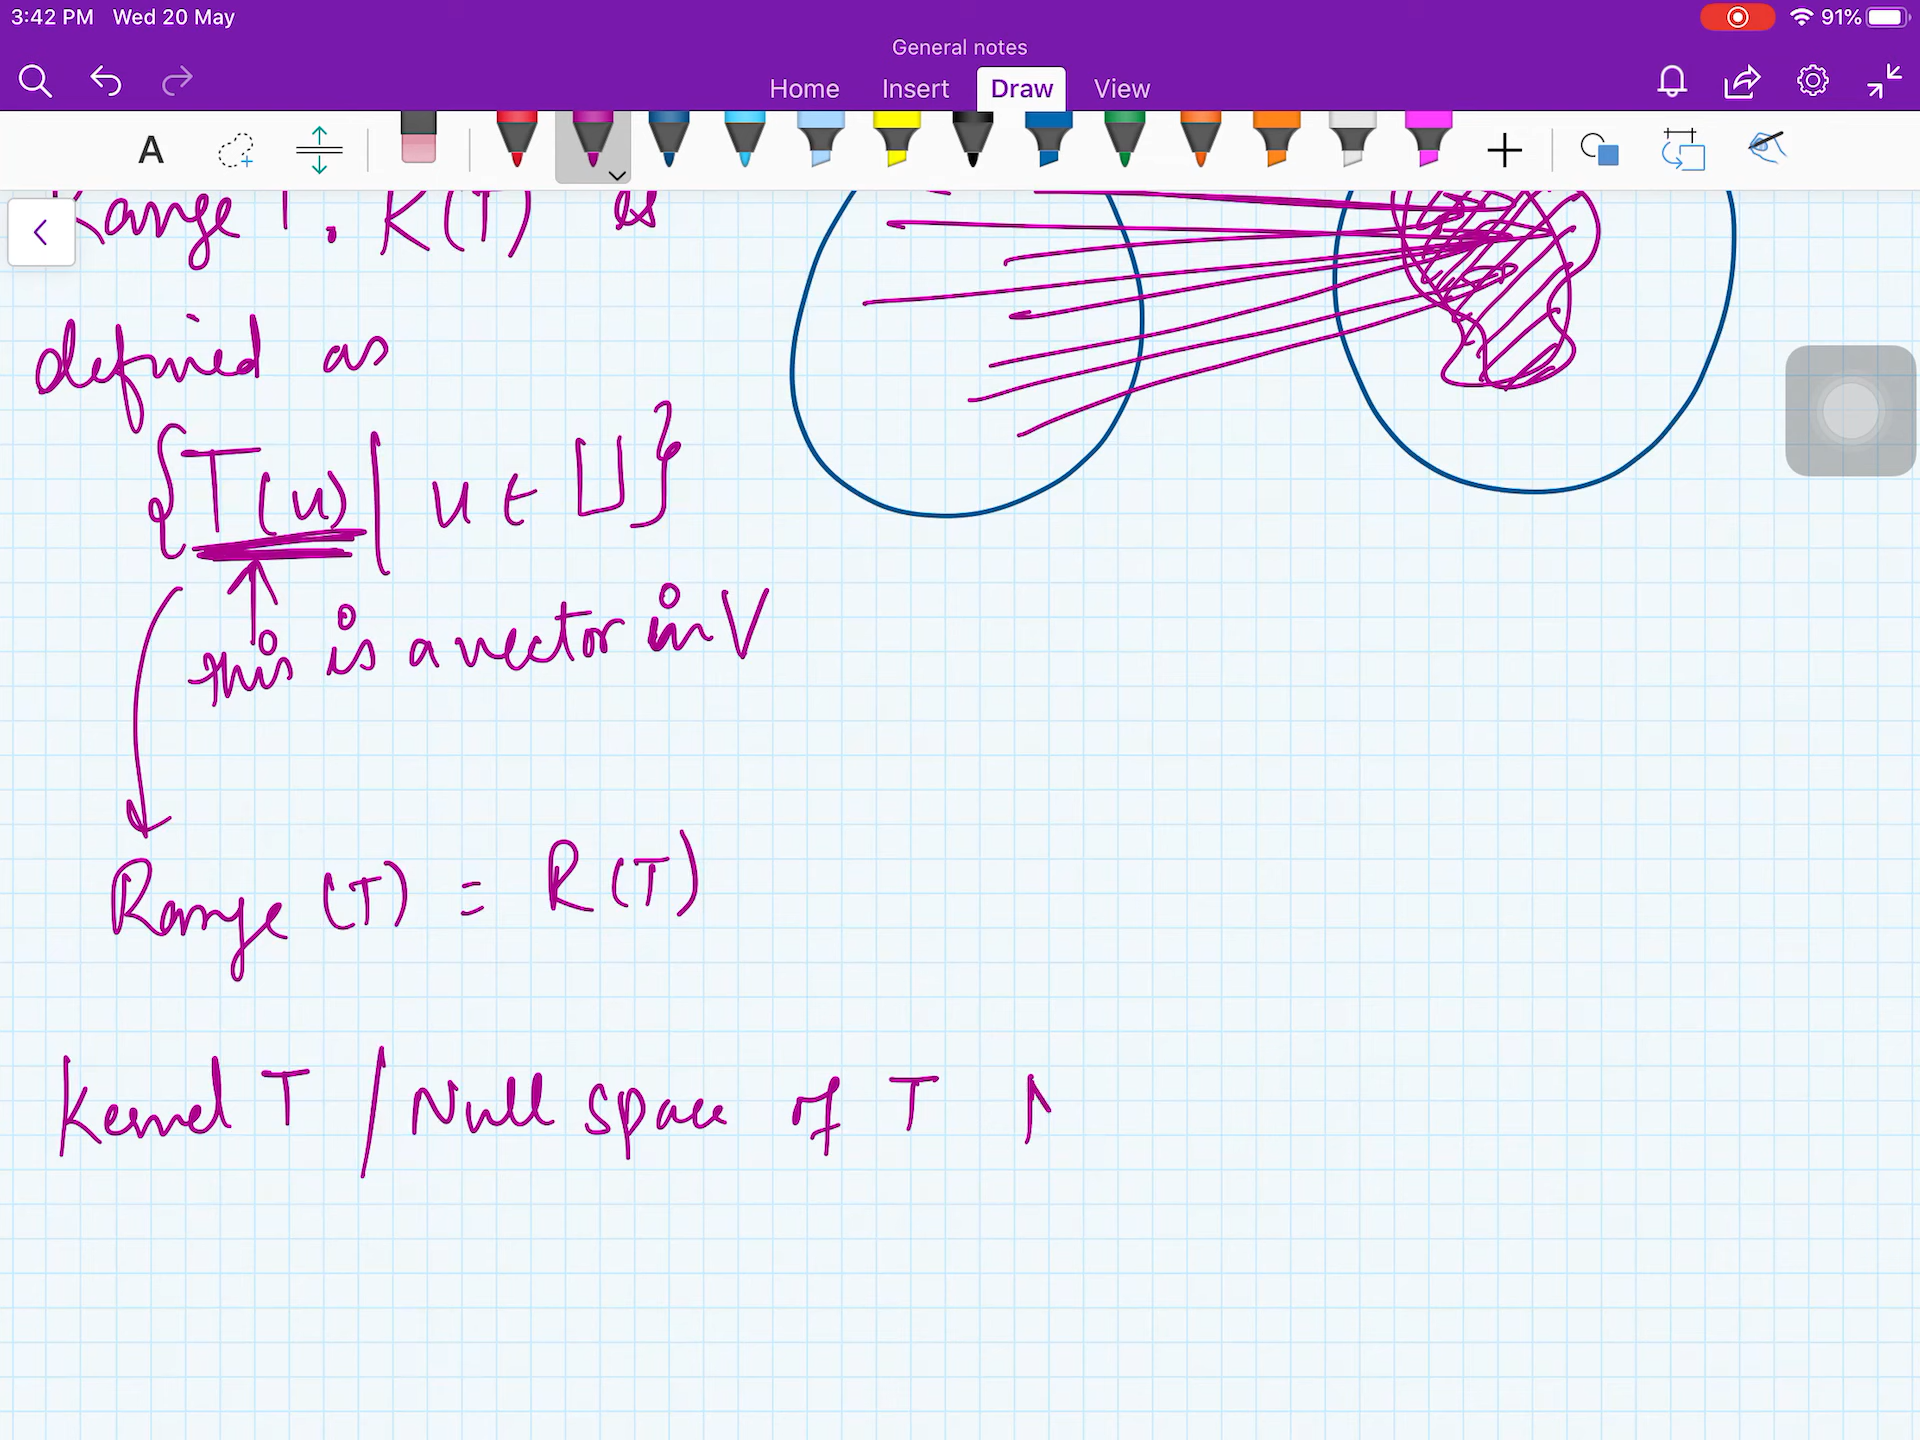 3:42 PM Wed 20 May 91%
General notes
Home Insert Draw View
A
Range T. R(T) is
defined as
{T(u) | u ∈ U}
this is a vector in V
Range (T) = R(T)
Kernel T / Null space of T